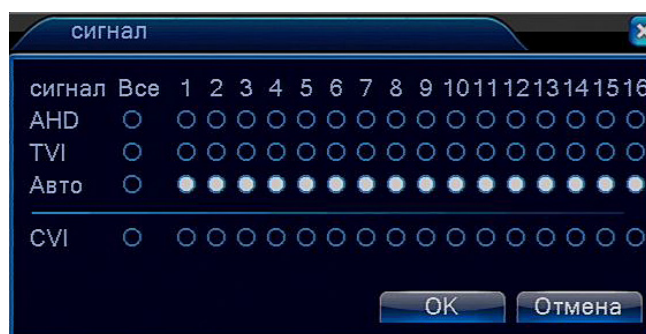 сигнал
сигнал Все 1 2 3 4 5 6 7 8 9 10 11 12 13 14 15 16
AHD
TVI
Авто
CVI
OK Отмена